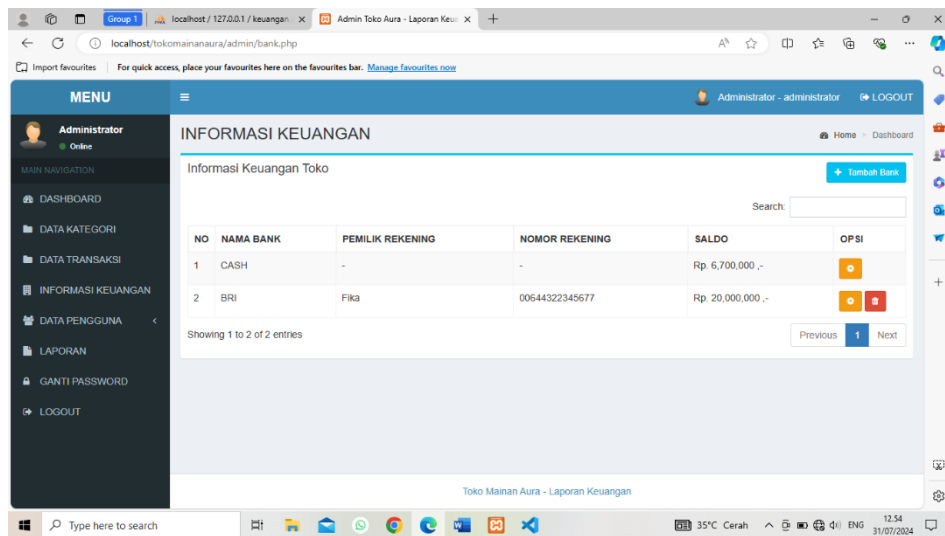 Group 1
localhost / 127.0.0.1 / keuangan
Admin Toko Aura - Laporan Keu
localhost/tokomainanaura/admin/bank.php
Import favourites
For quick access, place your favourites here on the favourites bar. Manage favourites now
MENU
Administrator - administrator
LOGOUT
Administrator
Online
INFORMASI KEUANGAN
Home > Dashboard
MAIN NAVIGATION
DASHBOARD
DATA KATEGORI
DATA TRANSAKSI
INFORMASI KEUANGAN
DATA PENGGUNA
LAPORAN
GANTI PASSWORD
LOGOUT
Informasi Keuangan Toko
+ Tambah Bank
Search:
NO NAMA BANK PEMILIK REKENING NOMOR REKENING SALDO OPSI
1 CASH - - Rp. 6,700,000 ,-
2 BRI Fika 00644322345677 Rp. 20,000,000 ,-
Showing 1 to 2 of 2 entries
Previous 1 Next
Toko Mainan Aura - Laporan Keuangan
Type here to search
35°C Cerah
ENG
12.54
31/07/2024